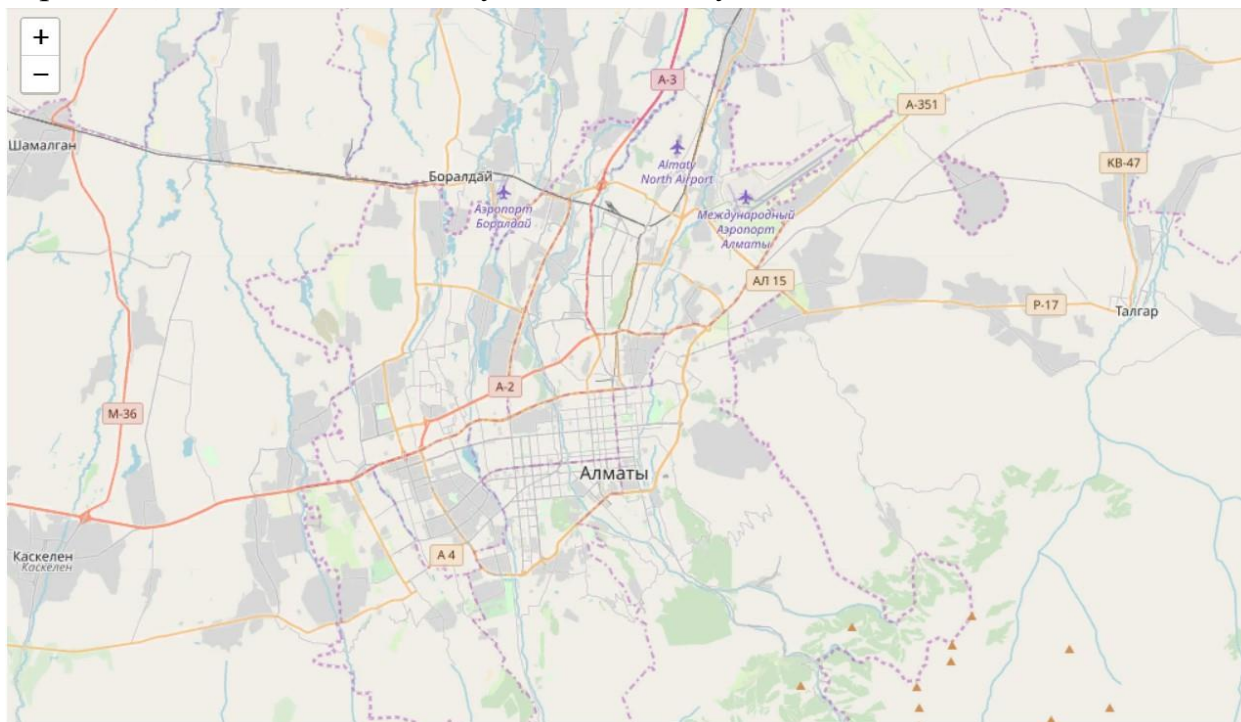 +
−
А-3
А-351
Шамалган
Almaty
North Airport
КВ-47
Боралдай
Аэропорт
Боралдай
Международный
Аэропорт
Алматы
АЛ 15
Р-17
Талгар
А-2
М-36
Алматы
А 4
Каскелен
Каскелен